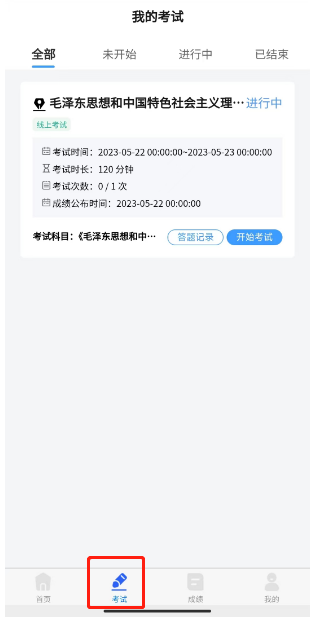 我的考试
全部 未开始 进行中 已结束
毛泽东思想和中国特色社会主义理··· 进行中
线上考试
考试时间：2023-05-22 00:00:00~2023-05-23 00:00:00
考试时长：120 分钟
考试次数：0 / 1 次
成绩公布时间：2023-05-22 00:00:00
考试科目：《毛泽东思想和中··· 答题记录 开始考试
首页 考试 成绩 我的